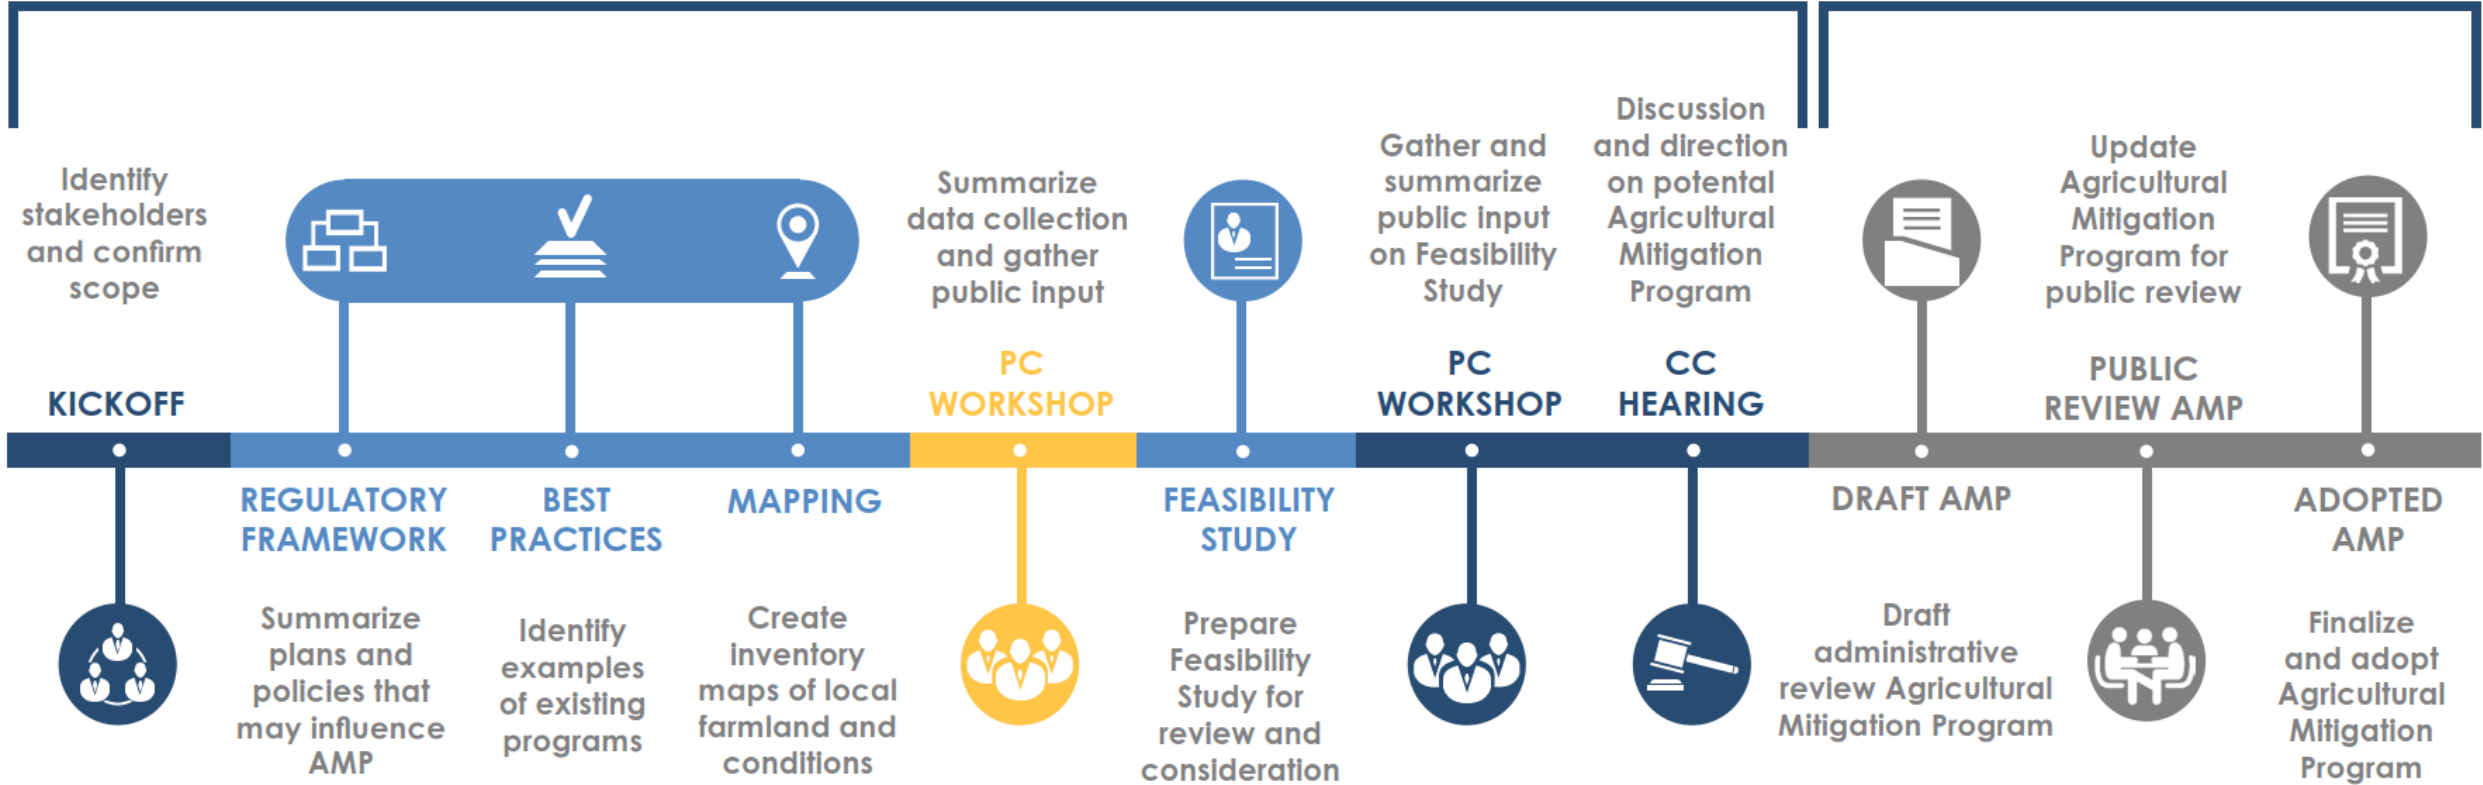 Identify
stakeholders
and confirm
scope
KICKOFF
REGULATORY
FRAMEWORK
Summarize
plans and
policies that
may influence
AMP
BEST
PRACTICES
Identify
examples
of existing
programs
MAPPING
Create
inventory
maps of local
farmland and
conditions
Summarize
data collection
and gather
public input
PC
WORKSHOP
FEASIBILITY
STUDY
Prepare
Feasibility
Study for
review and
consideration
Gather and
summarize
public input
on Feasibility
Study
PC
WORKSHOP
Discussion
and direction
on potental
Agricultural
Mitigation
Program
CC
HEARING
DRAFT AMP
Draft
administrative
review Agricultural
Mitigation Program
Update
Agricultural
Mitigation
Program for
public review
PUBLIC
REVIEW AMP
ADOPTED
AMP
Finalize
and adopt
Agricultural
Mitigation
Program